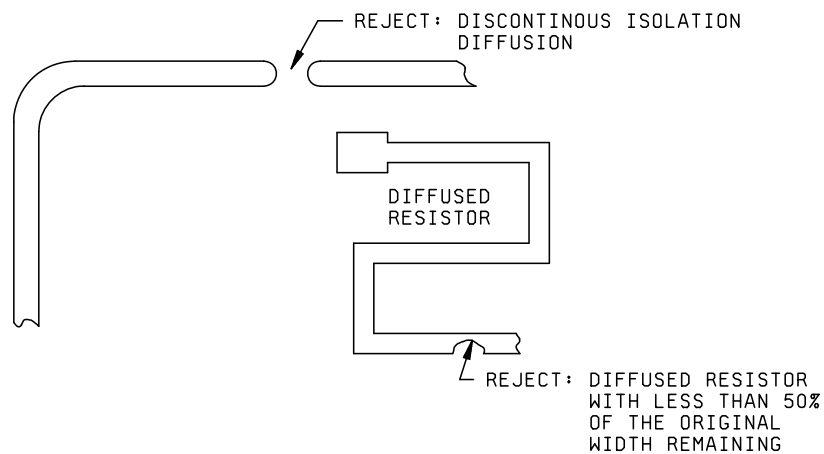 REJECT: DISCONTINOUS ISOLATION
DIFFUSION
DIFFUSED
RESISTOR
REJECT: DIFFUSED RESISTOR
WITH LESS THAN 50%
OF THE ORIGINAL
WIDTH REMAINING